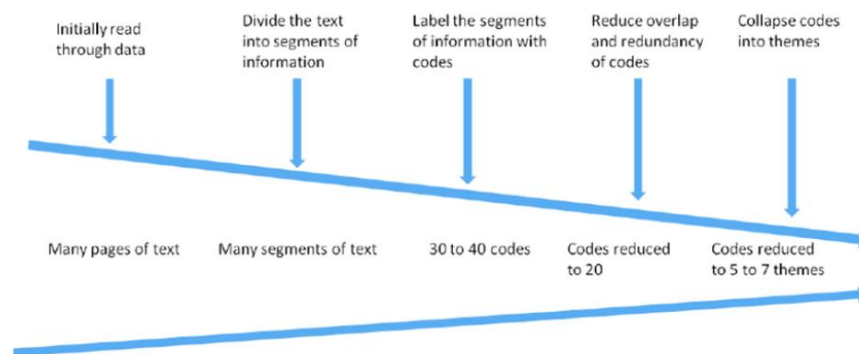 Initially read
through data
Divide the text
into segments of
information
Label the segments
of information with
codes
Reduce overlap
and redundancy
of codes
Collapse codes
into themes
Many pages of text
Many segments of text
30 to 40 codes
Codes reduced
to 20
Codes reduced
to 5 to 7 themes